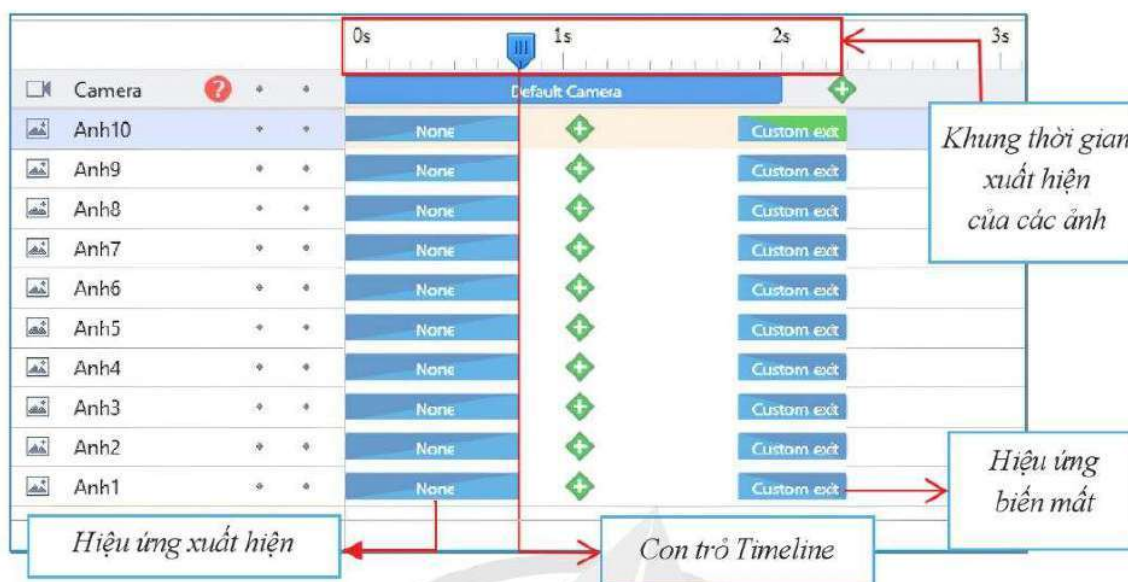 0s 1s 2s 3s
Camera ? Default Camera
Anh10 None Custom exit
Anh9 None Custom exit
Anh8 None Custom exit
Anh7 None Custom exit
Anh6 None Custom exit
Anh5 None Custom exit
Anh4 None Custom exit
Anh3 None Custom exit
Anh2 None Custom exit
Anh1 None Custom exit
Khung thời gian
xuất hiện
của các ảnh
Hiệu ứng
biến mất
Hiệu ứng xuất hiện
Con trỏ Timeline